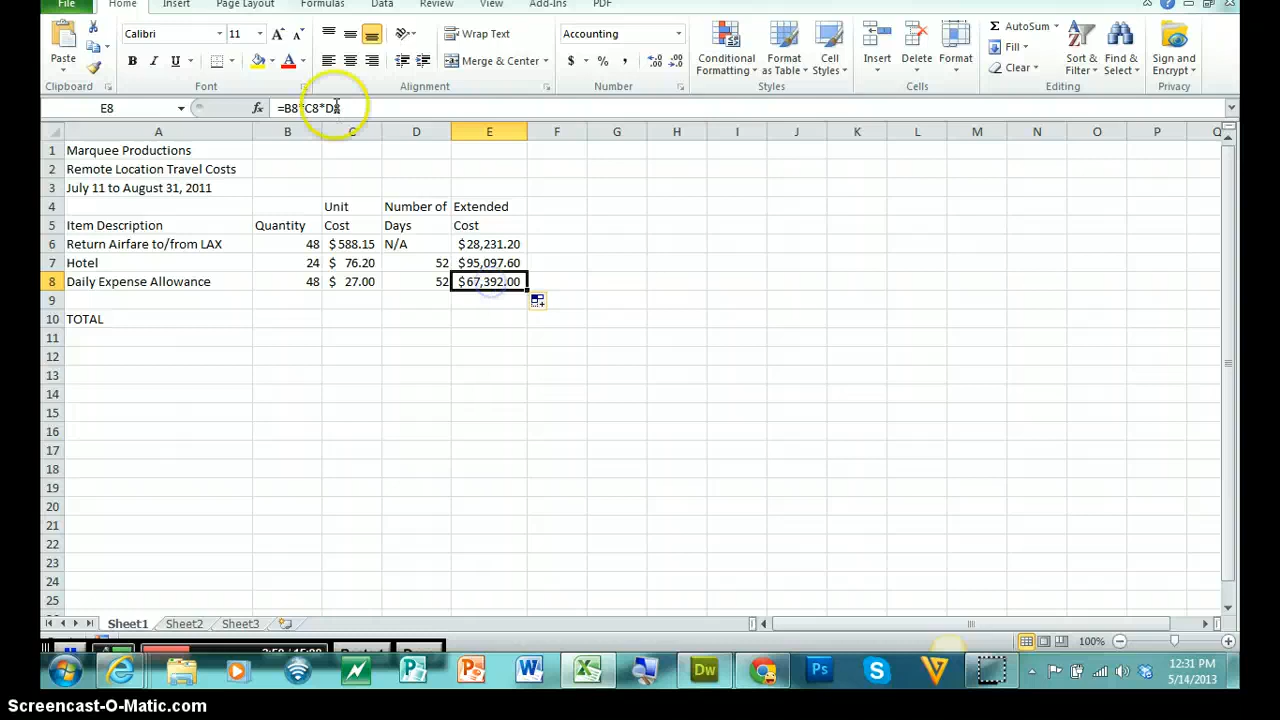 File Home Insert Page Layout Formulas Data Review View Add-Ins PDF
Paste
Clipboard
Calibri 11
B I U A
Font
Wrap Text
Merge & Center
Alignment
Accounting
$ % ,
Number
Conditional Formatting
Format as Table
Cell Styles
Styles
Insert Delete Format
Cells
Σ AutoSum
Fill
Clear
Sort & Filter
Find & Select
Editing
Sign and Encrypt
Privacy
E8 fx =B8*C8*D8
A B C D E F G H I J K L M N O P Q
1 Marquee Productions
2 Remote Location Travel Costs
3 July 11 to August 31, 2011
4 Unit Number of Extended
5 Item Description Quantity Cost Days Cost
6 Return Airfare to/from LAX 48 $ 588.15 N/A $ 28,231.20
7 Hotel 24 $ 76.20 52 $ 95,097.60
8 Daily Expense Allowance 48 $ 27.00 52 $ 67,392.00
9
10 TOTAL
11
12
13
14
15
16
17
18
19
20
21
22
23
24
25
Sheet1 Sheet2 Sheet3
100%
P P W X Dw Ps S V
12:31 PM
5/14/2013
Screencast-O-Matic.com